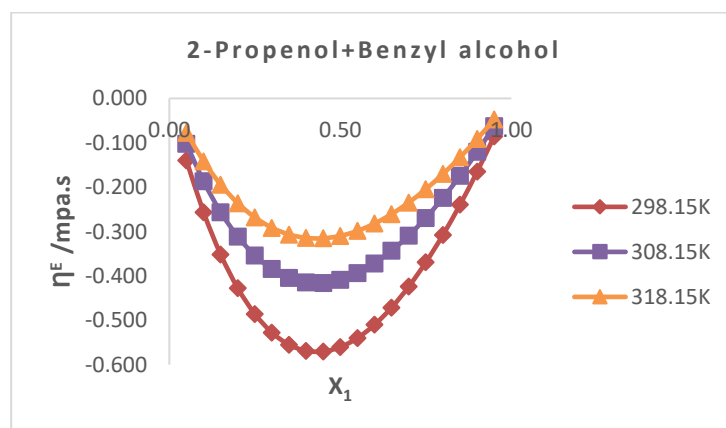 2-Propenol+Benzyl alcohol
0.000
0.00 0.50 1.00
-0.100
-0.200
-0.300
-0.400
-0.500
-0.600
ηᴱ /mpa.s
X₁
298.15K
308.15K
318.15K